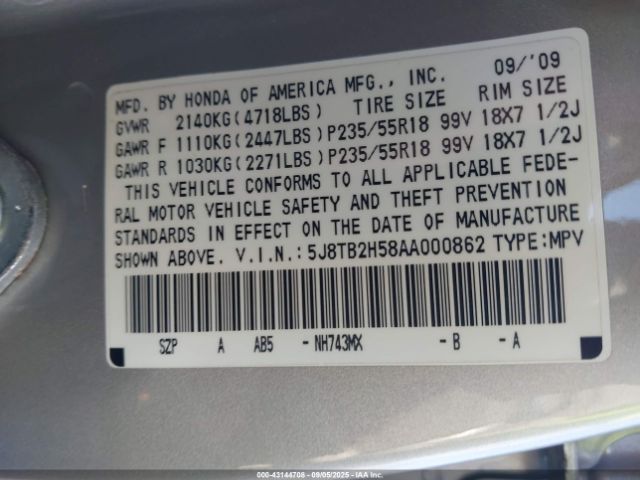 MFD. BY HONDA OF AMERICA MFG., INC. 09/'09
GVWR 2140KG(4718LBS) TIRE SIZE RIM SIZE
GAWR F 1110KG(2447LBS)P235/55R18 99V 18X7 1/2J
GAWR R 1030KG(2271LBS)P235/55R18 99V 18X7 1/2J
THIS VEHICLE CONFORMS TO ALL APPLICABLE FEDE-
RAL MOTOR VEHICLE SAFETY AND THEFT PREVENTION
STANDARDS IN EFFECT ON THE DATE OF MANUFACTURE
SHOWN ABOVE. V.I.N.:5J8TB2H58AA000862 TYPE:MPV
SZP A AB5 -NH743MX -B -A
000-43144708 - 09/05/2025 - IAAI.COM